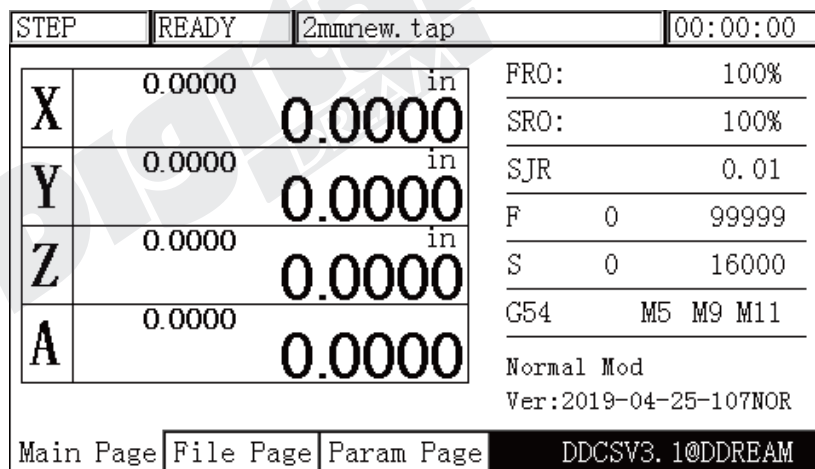 STEP READY 2mmnew.tap 00:00:00
X 0.0000 in 0.0000
Y 0.0000 in 0.0000
Z 0.0000 in 0.0000
A 0.0000 0.0000
FRO: 100%
SRO: 100%
SJR 0.01
F 0 99999
S 0 16000
G54 M5 M9 M11
Normal Mod
Ver:2019-04-25-107NOR
Main Page File Page Param Page DDCSV3.1@DDREAM
Digital
DREAM